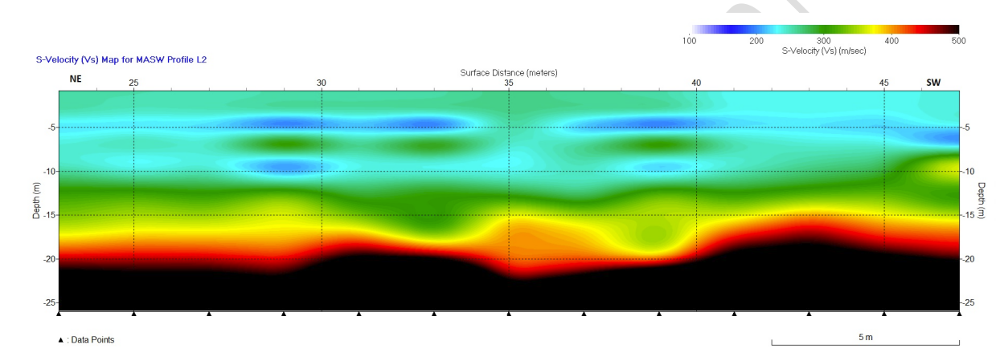 100 200 300 400 500
S-Velocity (Vs) (m/sec)
S-Velocity (Vs) Map for MASW Profile L2
Surface Distance (meters)
NE 25 30 35 40 45 SW
-5 -5
-10 -10
Depth (m) Depth (m)
-15 -15
-20 -20
-25 -25
▲ : Data Points
5 m